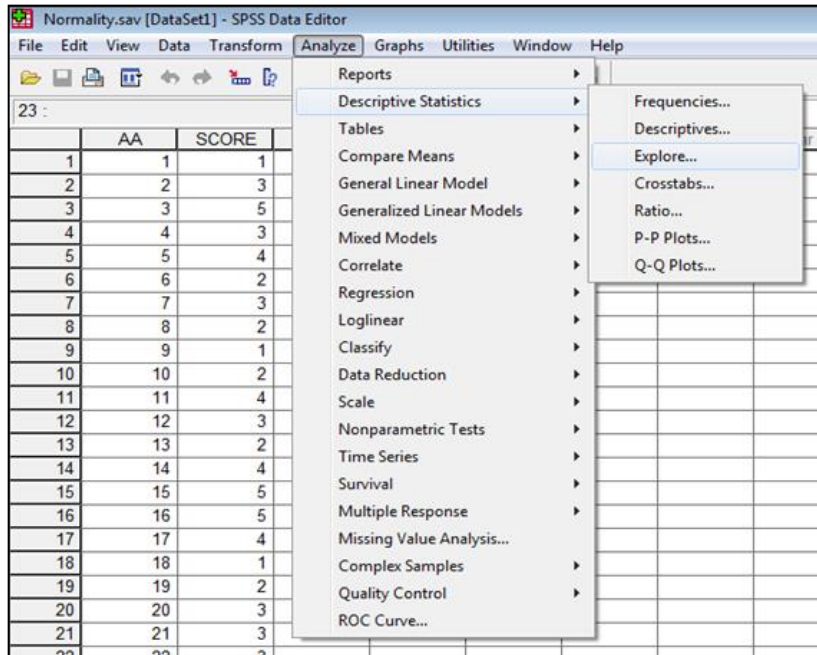 Normality.sav [DataSet1] - SPSS Data Editor
File Edit View Data Transform Analyze Graphs Utilities Window Help
23 :
AA SCORE
1 1 1
2 2 3
3 3 5
4 4 3
5 5 4
6 6 2
7 7 3
8 8 2
9 9 1
10 10 2
11 11 4
12 12 3
13 13 2
14 14 4
15 15 5
16 16 5
17 17 4
18 18 1
19 19 2
20 20 3
21 21 3
Reports
Descriptive Statistics
Tables
Compare Means
General Linear Model
Generalized Linear Models
Mixed Models
Correlate
Regression
Loglinear
Classify
Data Reduction
Scale
Nonparametric Tests
Time Series
Survival
Multiple Response
Missing Value Analysis...
Complex Samples
Quality Control
ROC Curve...
Frequencies...
Descriptives...
Explore...
Crosstabs...
Ratio...
P-P Plots...
Q-Q Plots...